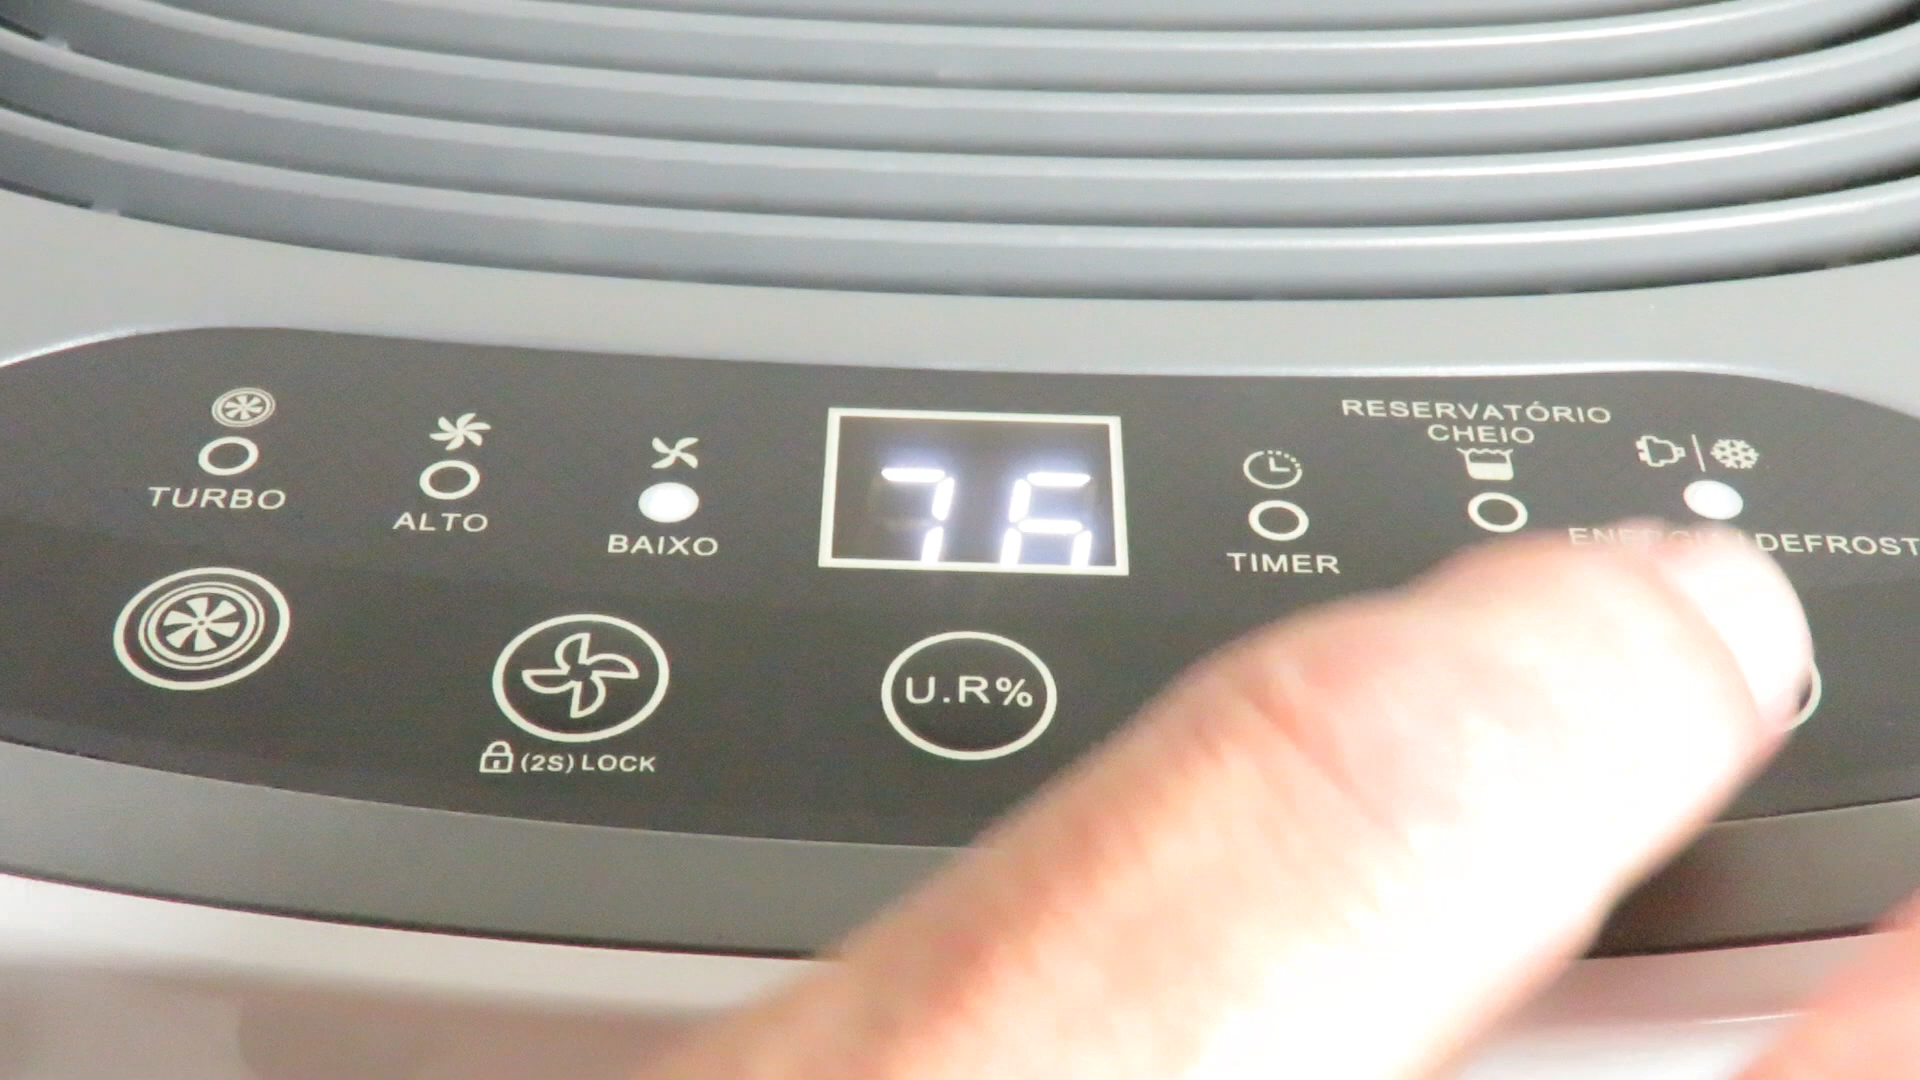 RESERVATÓRIO
CHEIO
TURBO
ALTO
BAIXO
76
TIMER
DEFROST
U.R%
(2S) LOCK